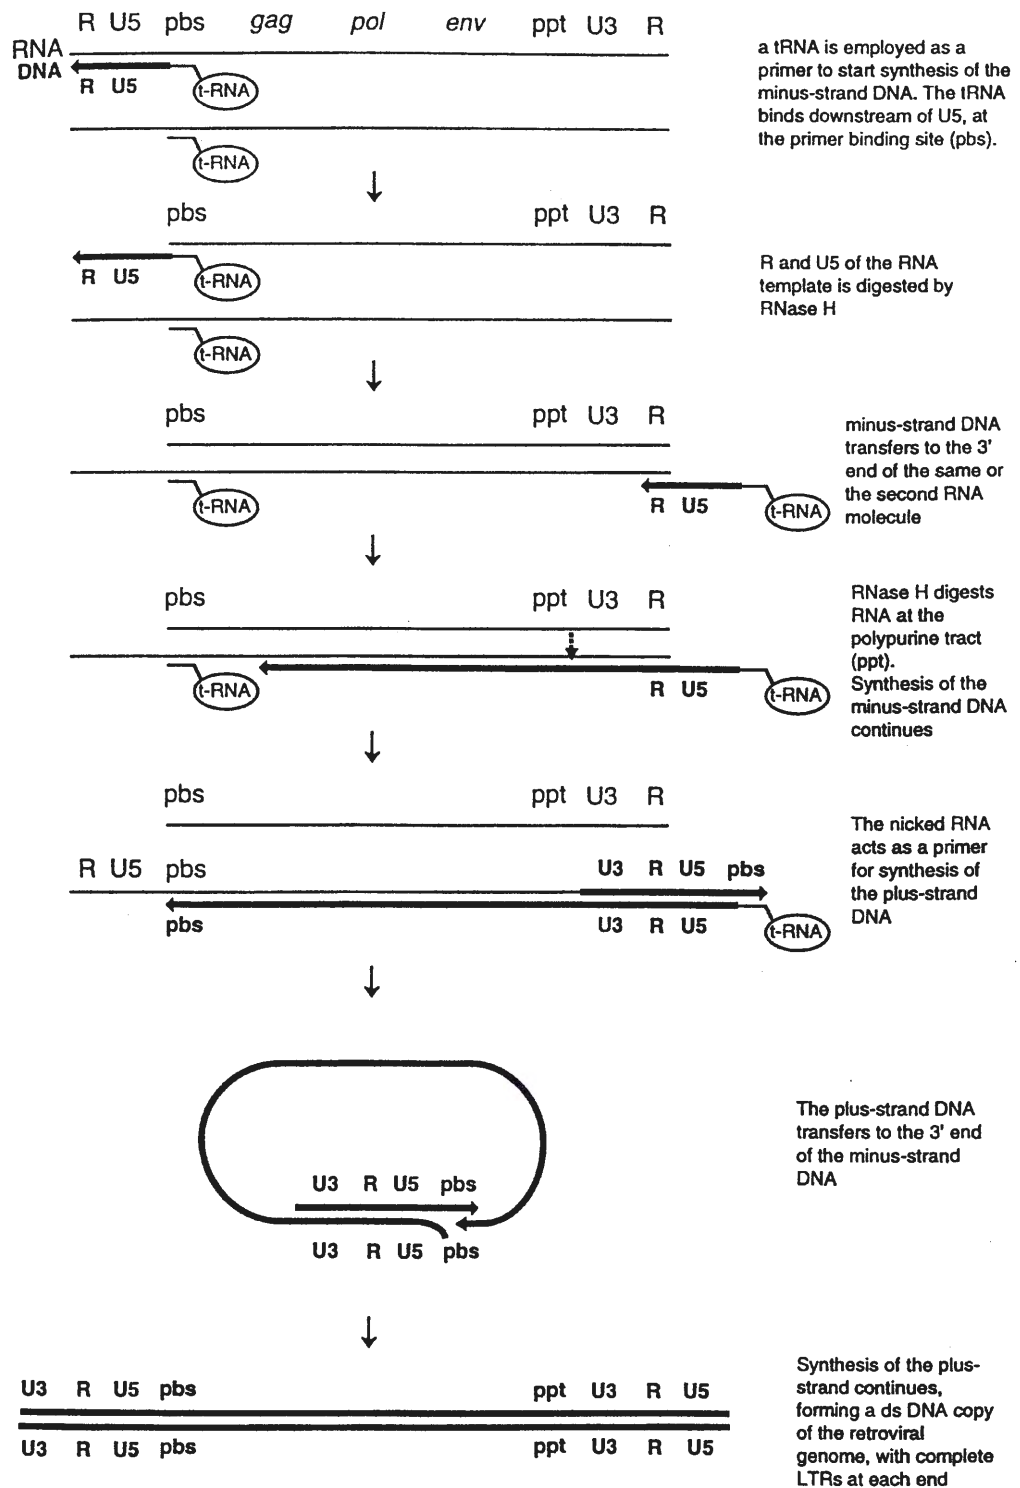 R U5 pbs gag pol env ppt U3 R
RNA
DNA
R U5
t-RNA
t-RNA
a tRNA is employed as a
primer to start synthesis of the
minus-strand DNA. The tRNA
binds downstream of U5, at
the primer binding site (pbs).
pbs ppt U3 R
R U5
t-RNA
t-RNA
R and U5 of the RNA
template is digested by
RNase H
pbs ppt U3 R
t-RNA
R U5
t-RNA
minus-strand DNA
transfers to the 3'
end of the same or
the second RNA
molecule
pbs ppt U3 R
t-RNA
R U5
t-RNA
RNase H digests
RNA at the
polypurine tract
(ppt).
Synthesis of the
minus-strand DNA
continues
pbs ppt U3 R
R U5 pbs U3 R U5 pbs
pbs U3 R U5
t-RNA
The nicked RNA
acts as a primer
for synthesis of
the plus-strand
DNA
U3 R U5 pbs
U3 R U5 pbs
The plus-strand DNA
transfers to the 3' end
of the minus-strand
DNA
U3 R U5 pbs ppt U3 R U5
U3 R U5 pbs ppt U3 R U5
Synthesis of the plus-
strand continues,
forming a ds DNA copy
of the retroviral
genome, with complete
LTRs at each end